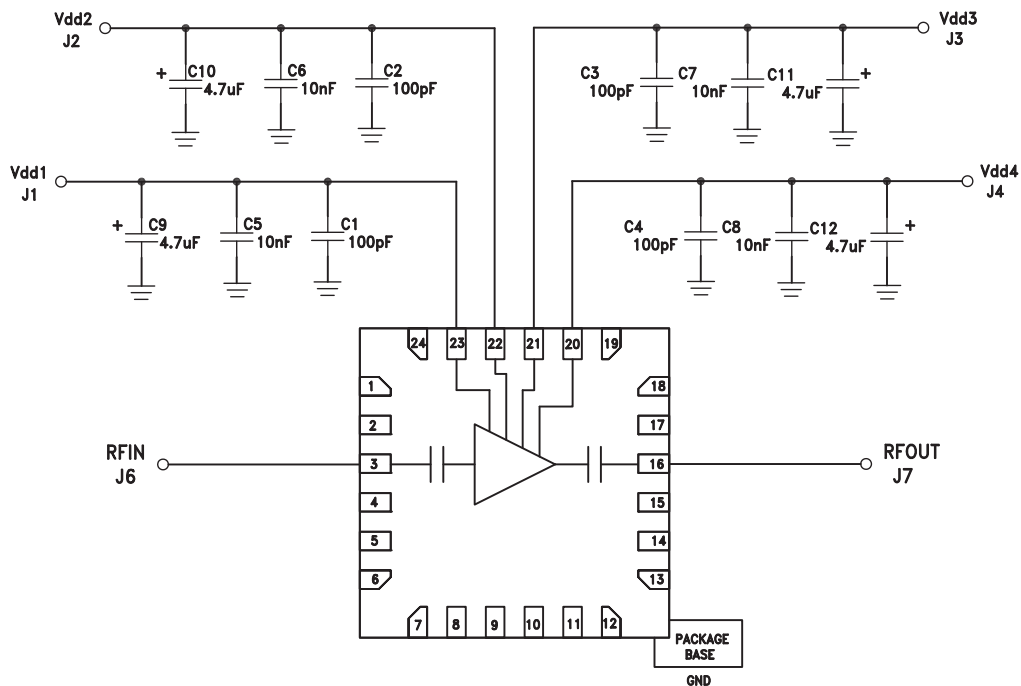 Vdd2
J2
+ C10
4.7uF
C6
10nF
C2
100pF
Vdd3
J3
C3
100pF
C7
10nF
C11
4.7uF
+
Vdd1
J1
+ C9
4.7uF
C5
10nF
C1
100pF
Vdd4
J4
C4
100pF
C8
10nF
C12
4.7uF
+
24 23 22 21 20 19
1
2
3
4
5
6
18
17
16
15
14
13
RFIN
J6
RFOUT
J7
7 8 9 10 11 12
PACKAGE
BASE
GND